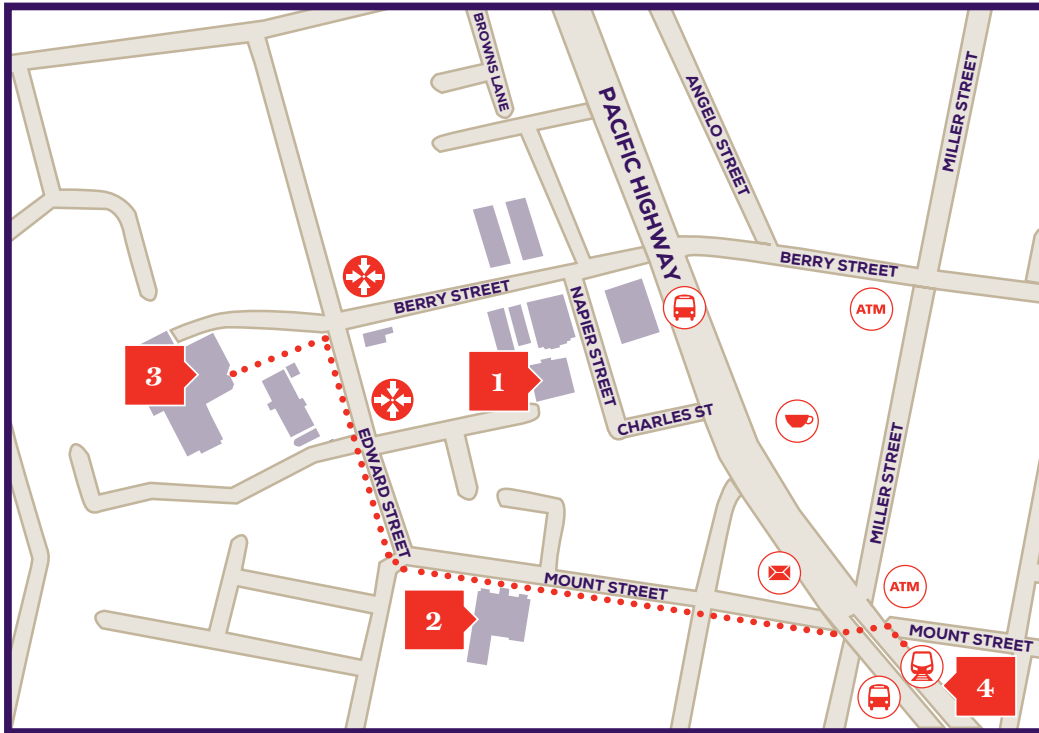 BROWNS LANE
PACIFIC HIGHWAY
ANGELO STREET
MILLER STREET
BERRY STREET
BERRY STREET
ATM
NAPIER STREET
3
1
CHARLES ST
EDWARD STREET
MILLER STREET
MOUNT STREET
ATM
2
MOUNT STREET
4